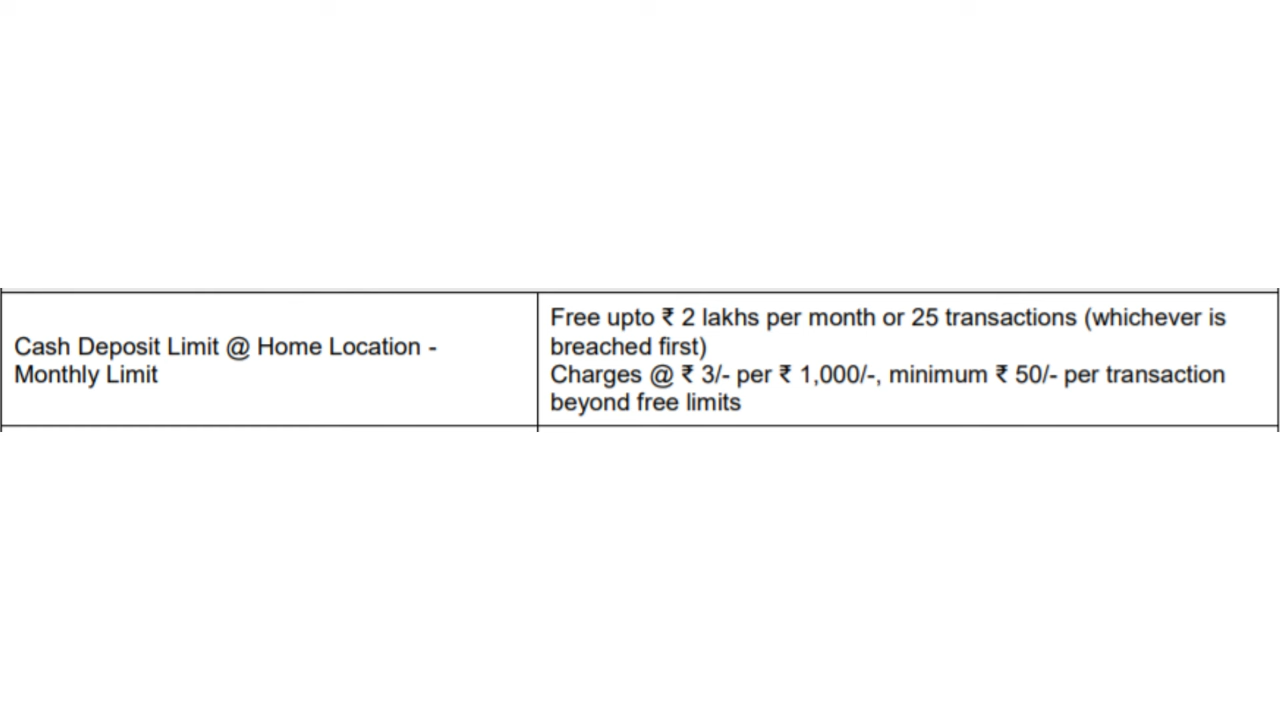 Cash Deposit Limit @ Home Location -
Monthly Limit
Free upto ₹ 2 lakhs per month or 25 transactions (whichever is
breached first)
Charges @ ₹ 3/- per ₹ 1,000/-, minimum ₹ 50/- per transaction
beyond free limits